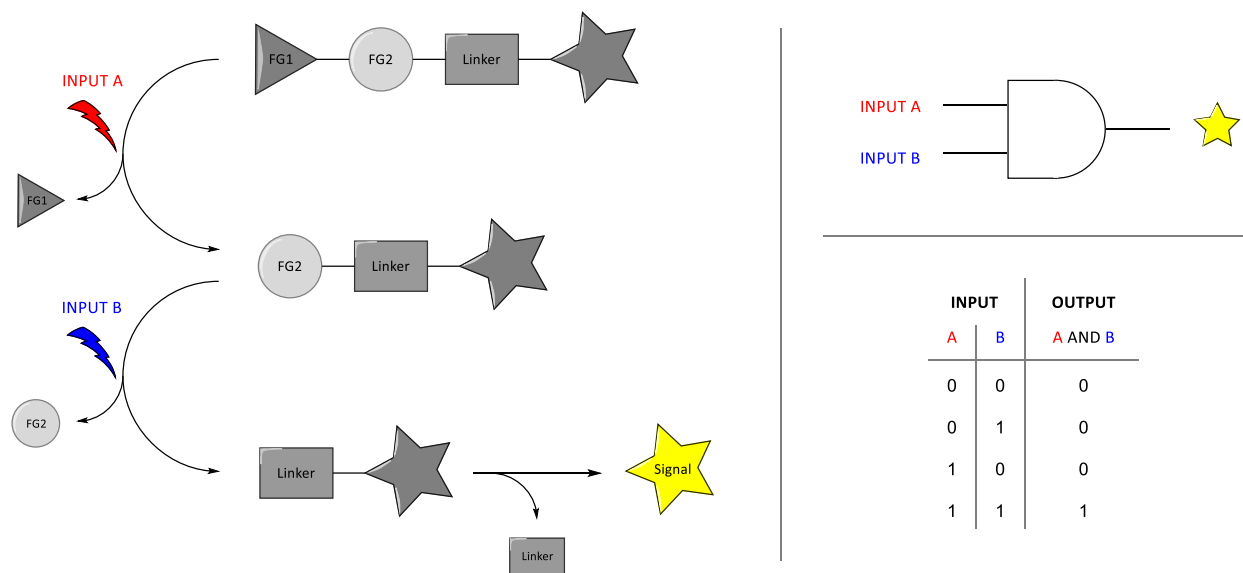 FG1
FG2
Linker
INPUT A
FG1
FG2
Linker
INPUT B
FG2
Linker
Signal
Linker
INPUT A
INPUT B
INPUT OUTPUT
A B A AND B
0 0 0
0 1 0
1 0 0
1 1 1